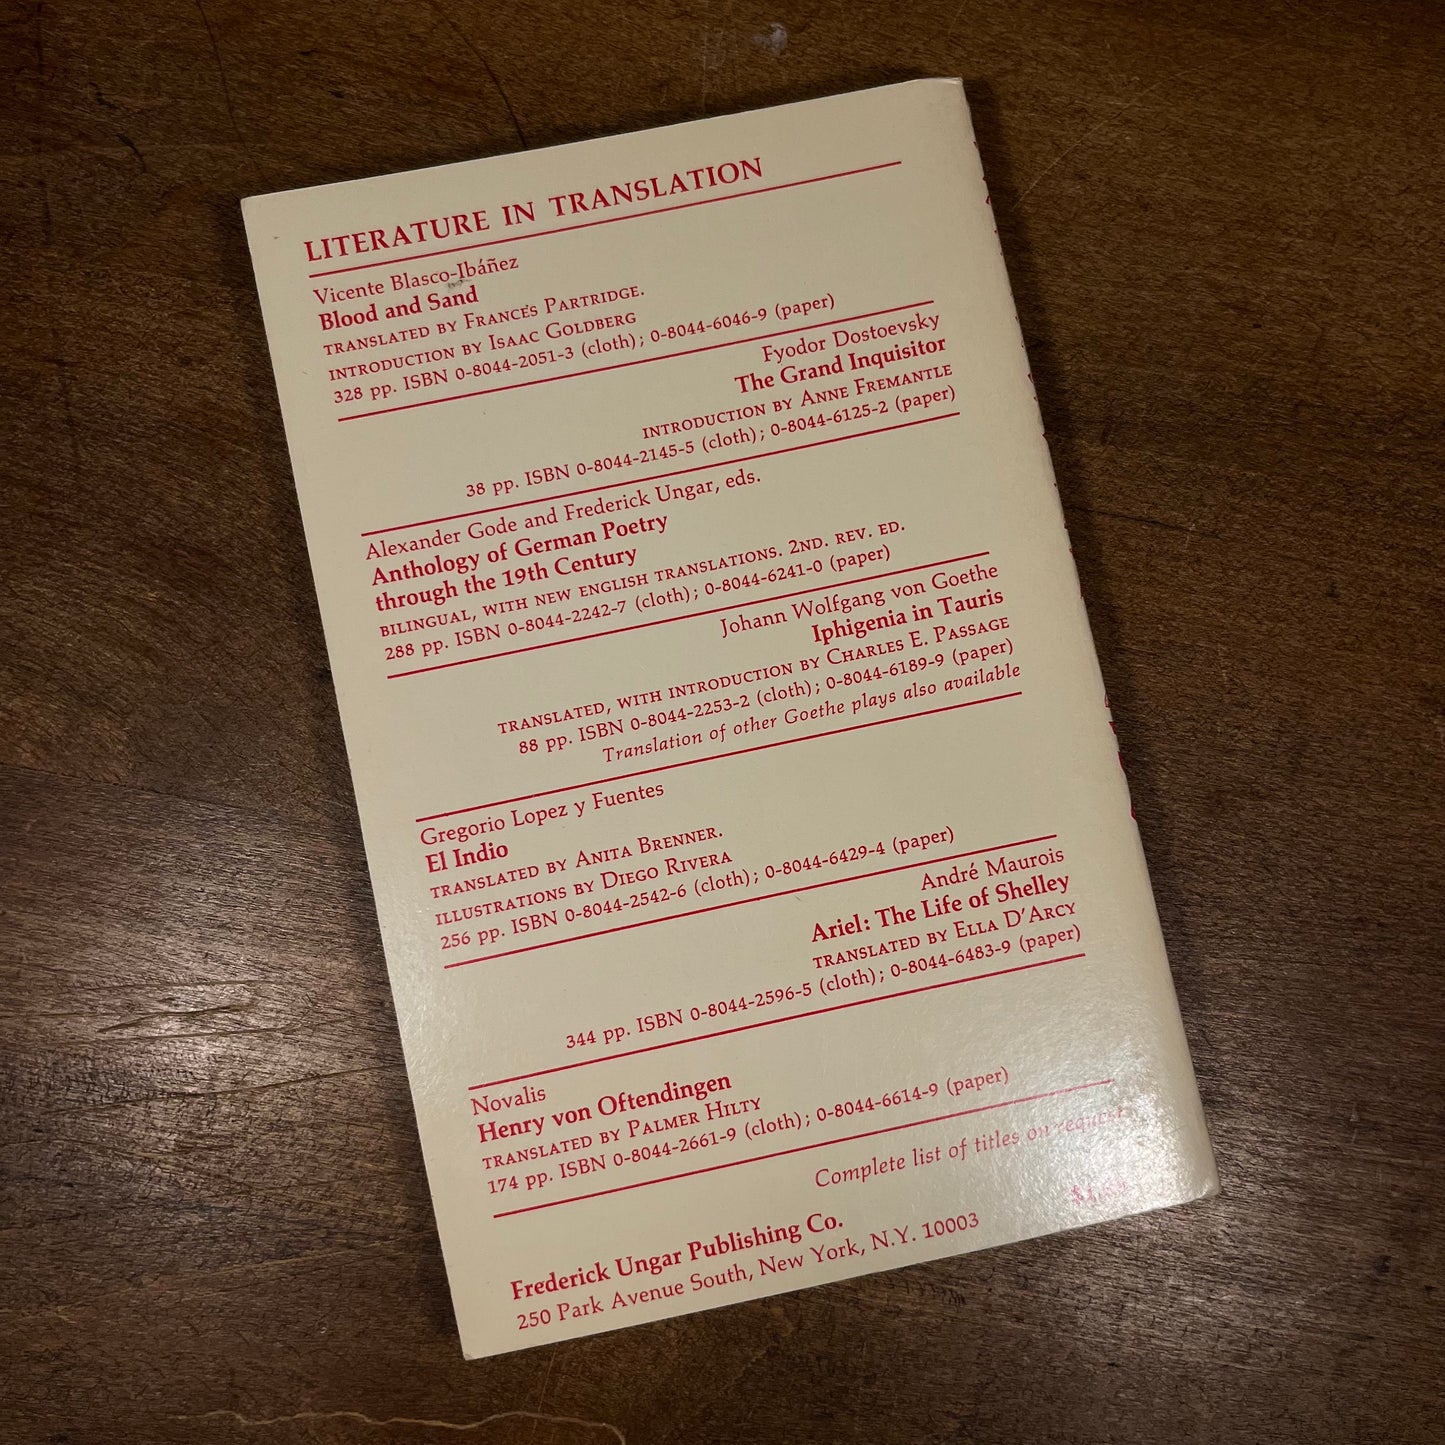 LITERATURE IN TRANSLATION
Vicente Blasco-Ibáñez
Blood and Sand
TRANSLATED BY FRANCES PARTRIDGE.
INTRODUCTION BY ISAAC GOLDBERG
328 pp. ISBN 0-8044-2051-3 (cloth); 0-8044-6046-9 (paper)
Fyodor Dostoevsky
The Grand Inquisitor
INTRODUCTION BY ANNE FREMANTLE
38 pp. ISBN 0-8044-2145-5 (cloth); 0-8044-6125-2 (paper)
Alexander Gode and Frederick Ungar, eds.
Anthology of German Poetry
through the 19th Century
BILINGUAL, WITH NEW ENGLISH TRANSLATIONS. 2ND. REV. ED.
288 pp. ISBN 0-8044-2242-7 (cloth); 0-8044-6241-0 (paper)
Johann Wolfgang von Goethe
Iphigenia in Tauris
TRANSLATED, WITH INTRODUCTION BY CHARLES E. PASSAGE
88 pp. ISBN 0-8044-2253-2 (cloth); 0-8044-6189-9 (paper)
Translation of other Goethe plays also available
Gregorio Lopez y Fuentes
El Indio
TRANSLATED BY ANITA BRENNER.
ILLUSTRATIONS BY DIEGO RIVERA
256 pp. ISBN 0-8044-2542-6 (cloth); 0-8044-6429-4 (paper)
André Maurois
Ariel: The Life of Shelley
TRANSLATED BY ELLA D'ARCY
344 pp. ISBN 0-8044-2596-5 (cloth); 0-8044-6483-9 (paper)
Novalis
Henry von Oftendingen
TRANSLATED BY PALMER HILTY
174 pp. ISBN 0-8044-2661-9 (cloth); 0-8044-6614-9 (paper)
Complete list of titles on request
Frederick Ungar Publishing Co.
250 Park Avenue South, New York, N.Y. 10003